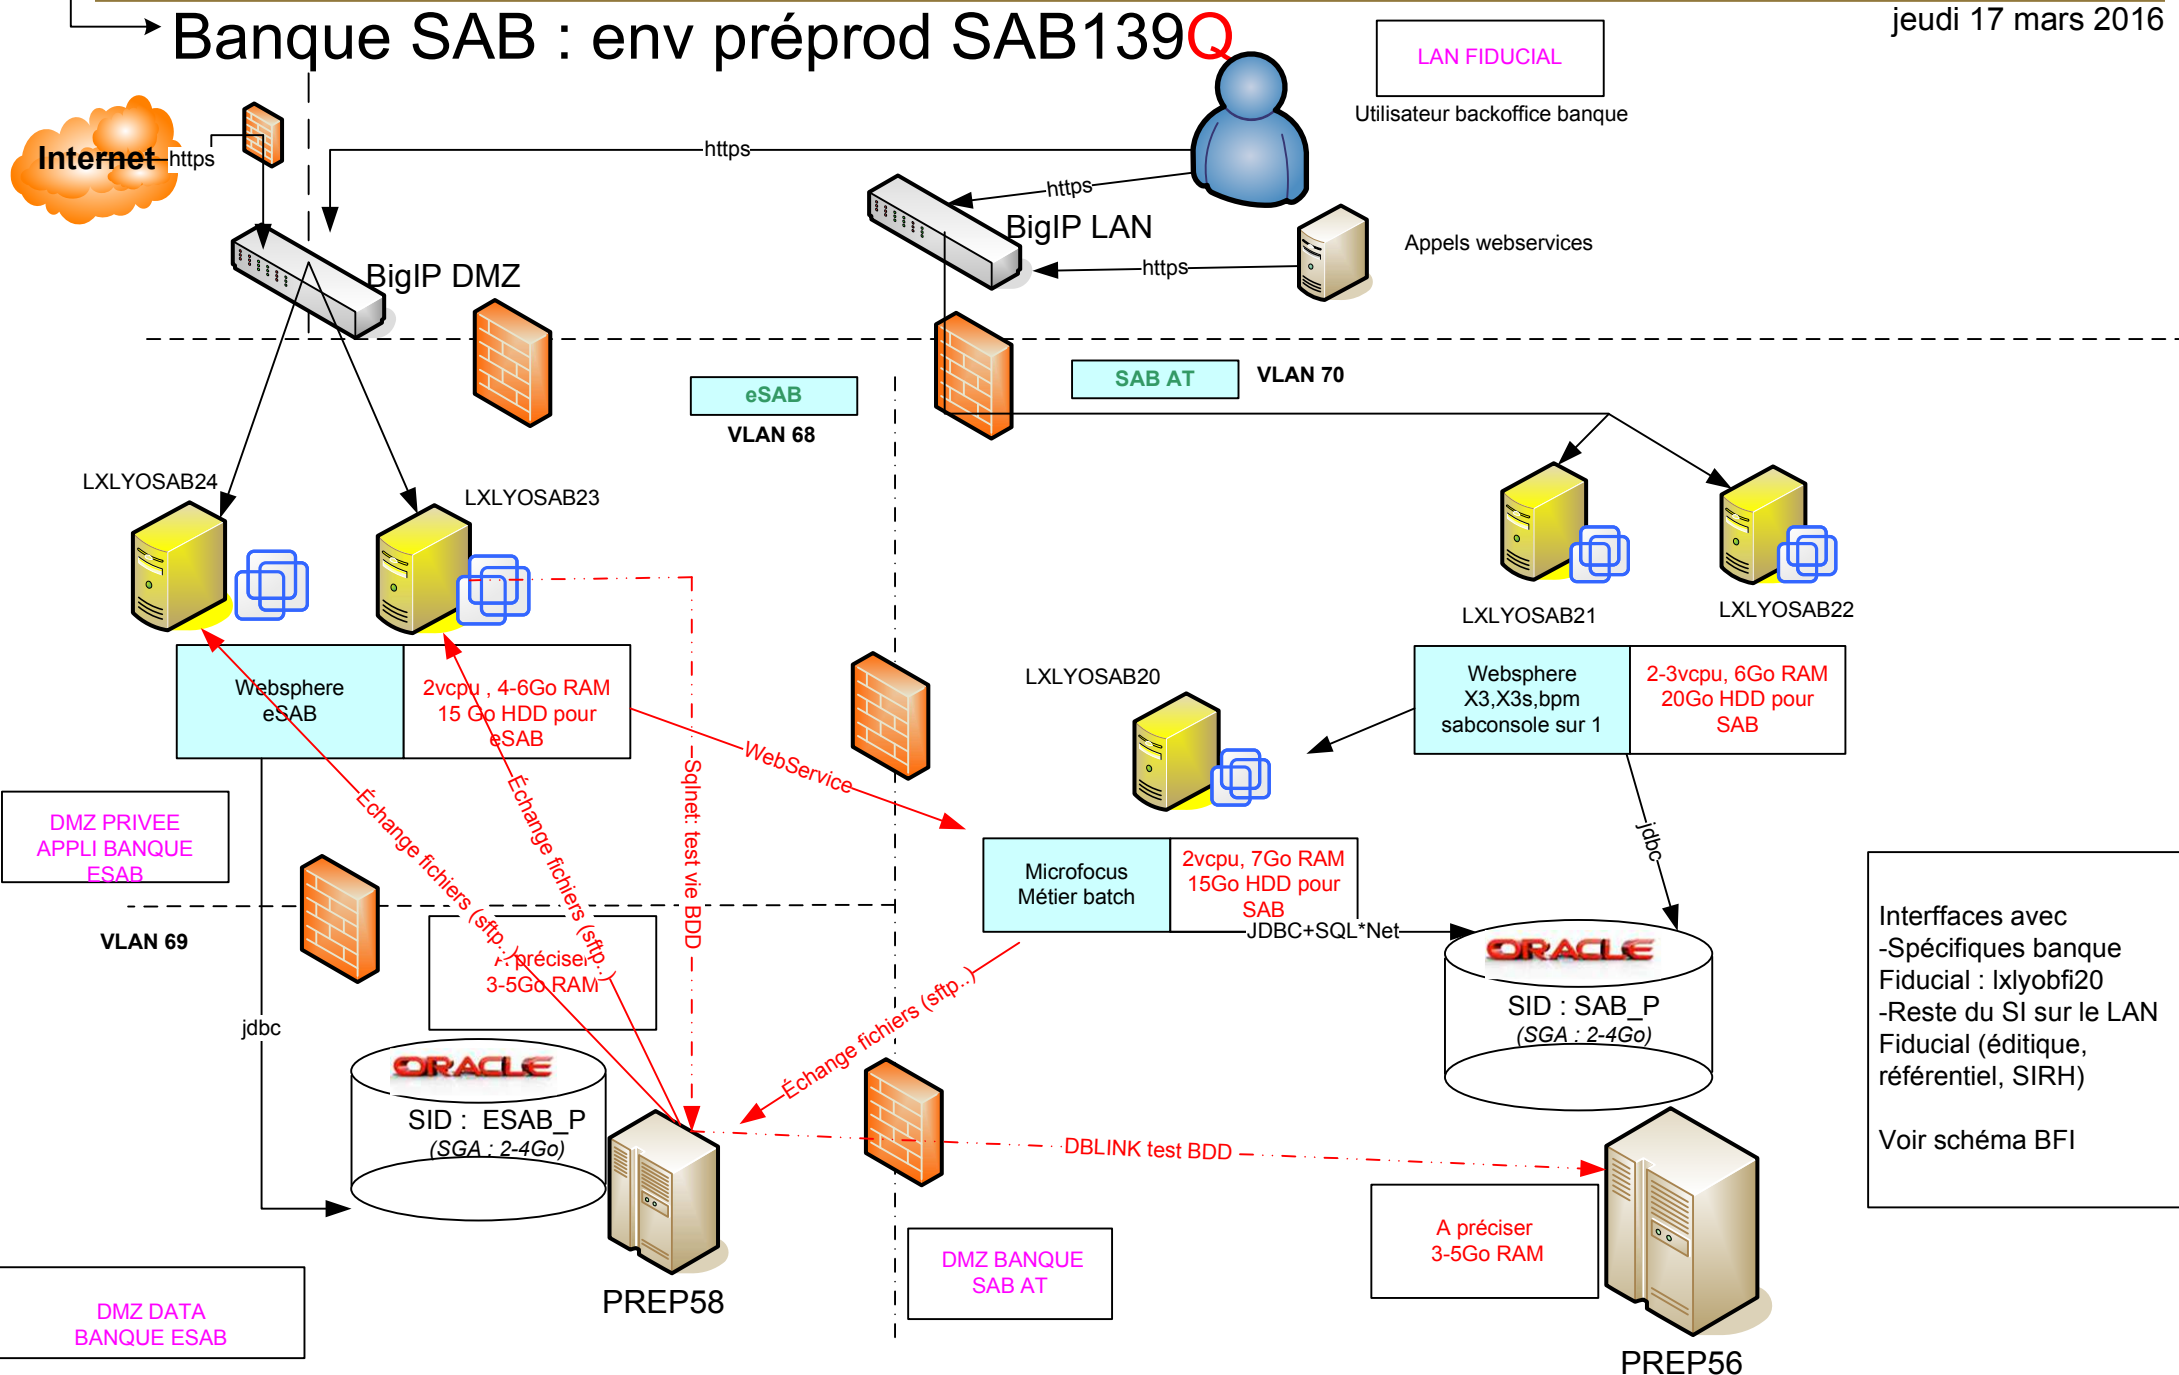 jeudi 17 mars 2016
Banque SAB : env préprod SAB139Q
LAN FIDUCIAL
Utilisateur backoffice banque
Internet
https
https
https
BigIP LAN
https
Appels webservices
BigIP DMZ
eSAB
VLAN 68
SAB AT
VLAN 70
LXLYOSAB24
LXLYOSAB23
LXLYOSAB21
LXLYOSAB22
LXLYOSAB20
Websphere
eSAB
2vcpu , 4-6Go RAM
15 Go HDD pour
eSAB
Websphere
X3,X3s,bpm
sabconsole sur 1
2-3vcpu, 6Go RAM
20Go HDD pour
SAB
WebService
Sqlnet: test vie BDD
Échange fichiers (sftp..)
Échange fichiers (sftp..)
DMZ PRIVEE
APPLI BANQUE
ESAB
Microfocus
Métier batch
2vcpu, 7Go RAM
15Go HDD pour
SAB
JDBC+SQL*Net
jdbc
VLAN 69
préciser
3-5Go RAM
jdbc
Échange fichiers (sftp..)
ORACLE
SID : SAB_P
(SGA : 2-4Go)
Interffaces avec
-Spécifiques banque
Fiducial : lxlyobfi20
-Reste du SI sur le LAN
Fiducial (éditique,
référentiel, SIRH)
Voir schéma BFI
ORACLE
SID : ESAB_P
(SGA : 2-4Go)
DBLINK test BDD
A préciser
3-5Go RAM
DMZ BANQUE
SAB AT
PREP58
DMZ DATA
BANQUE ESAB
PREP56